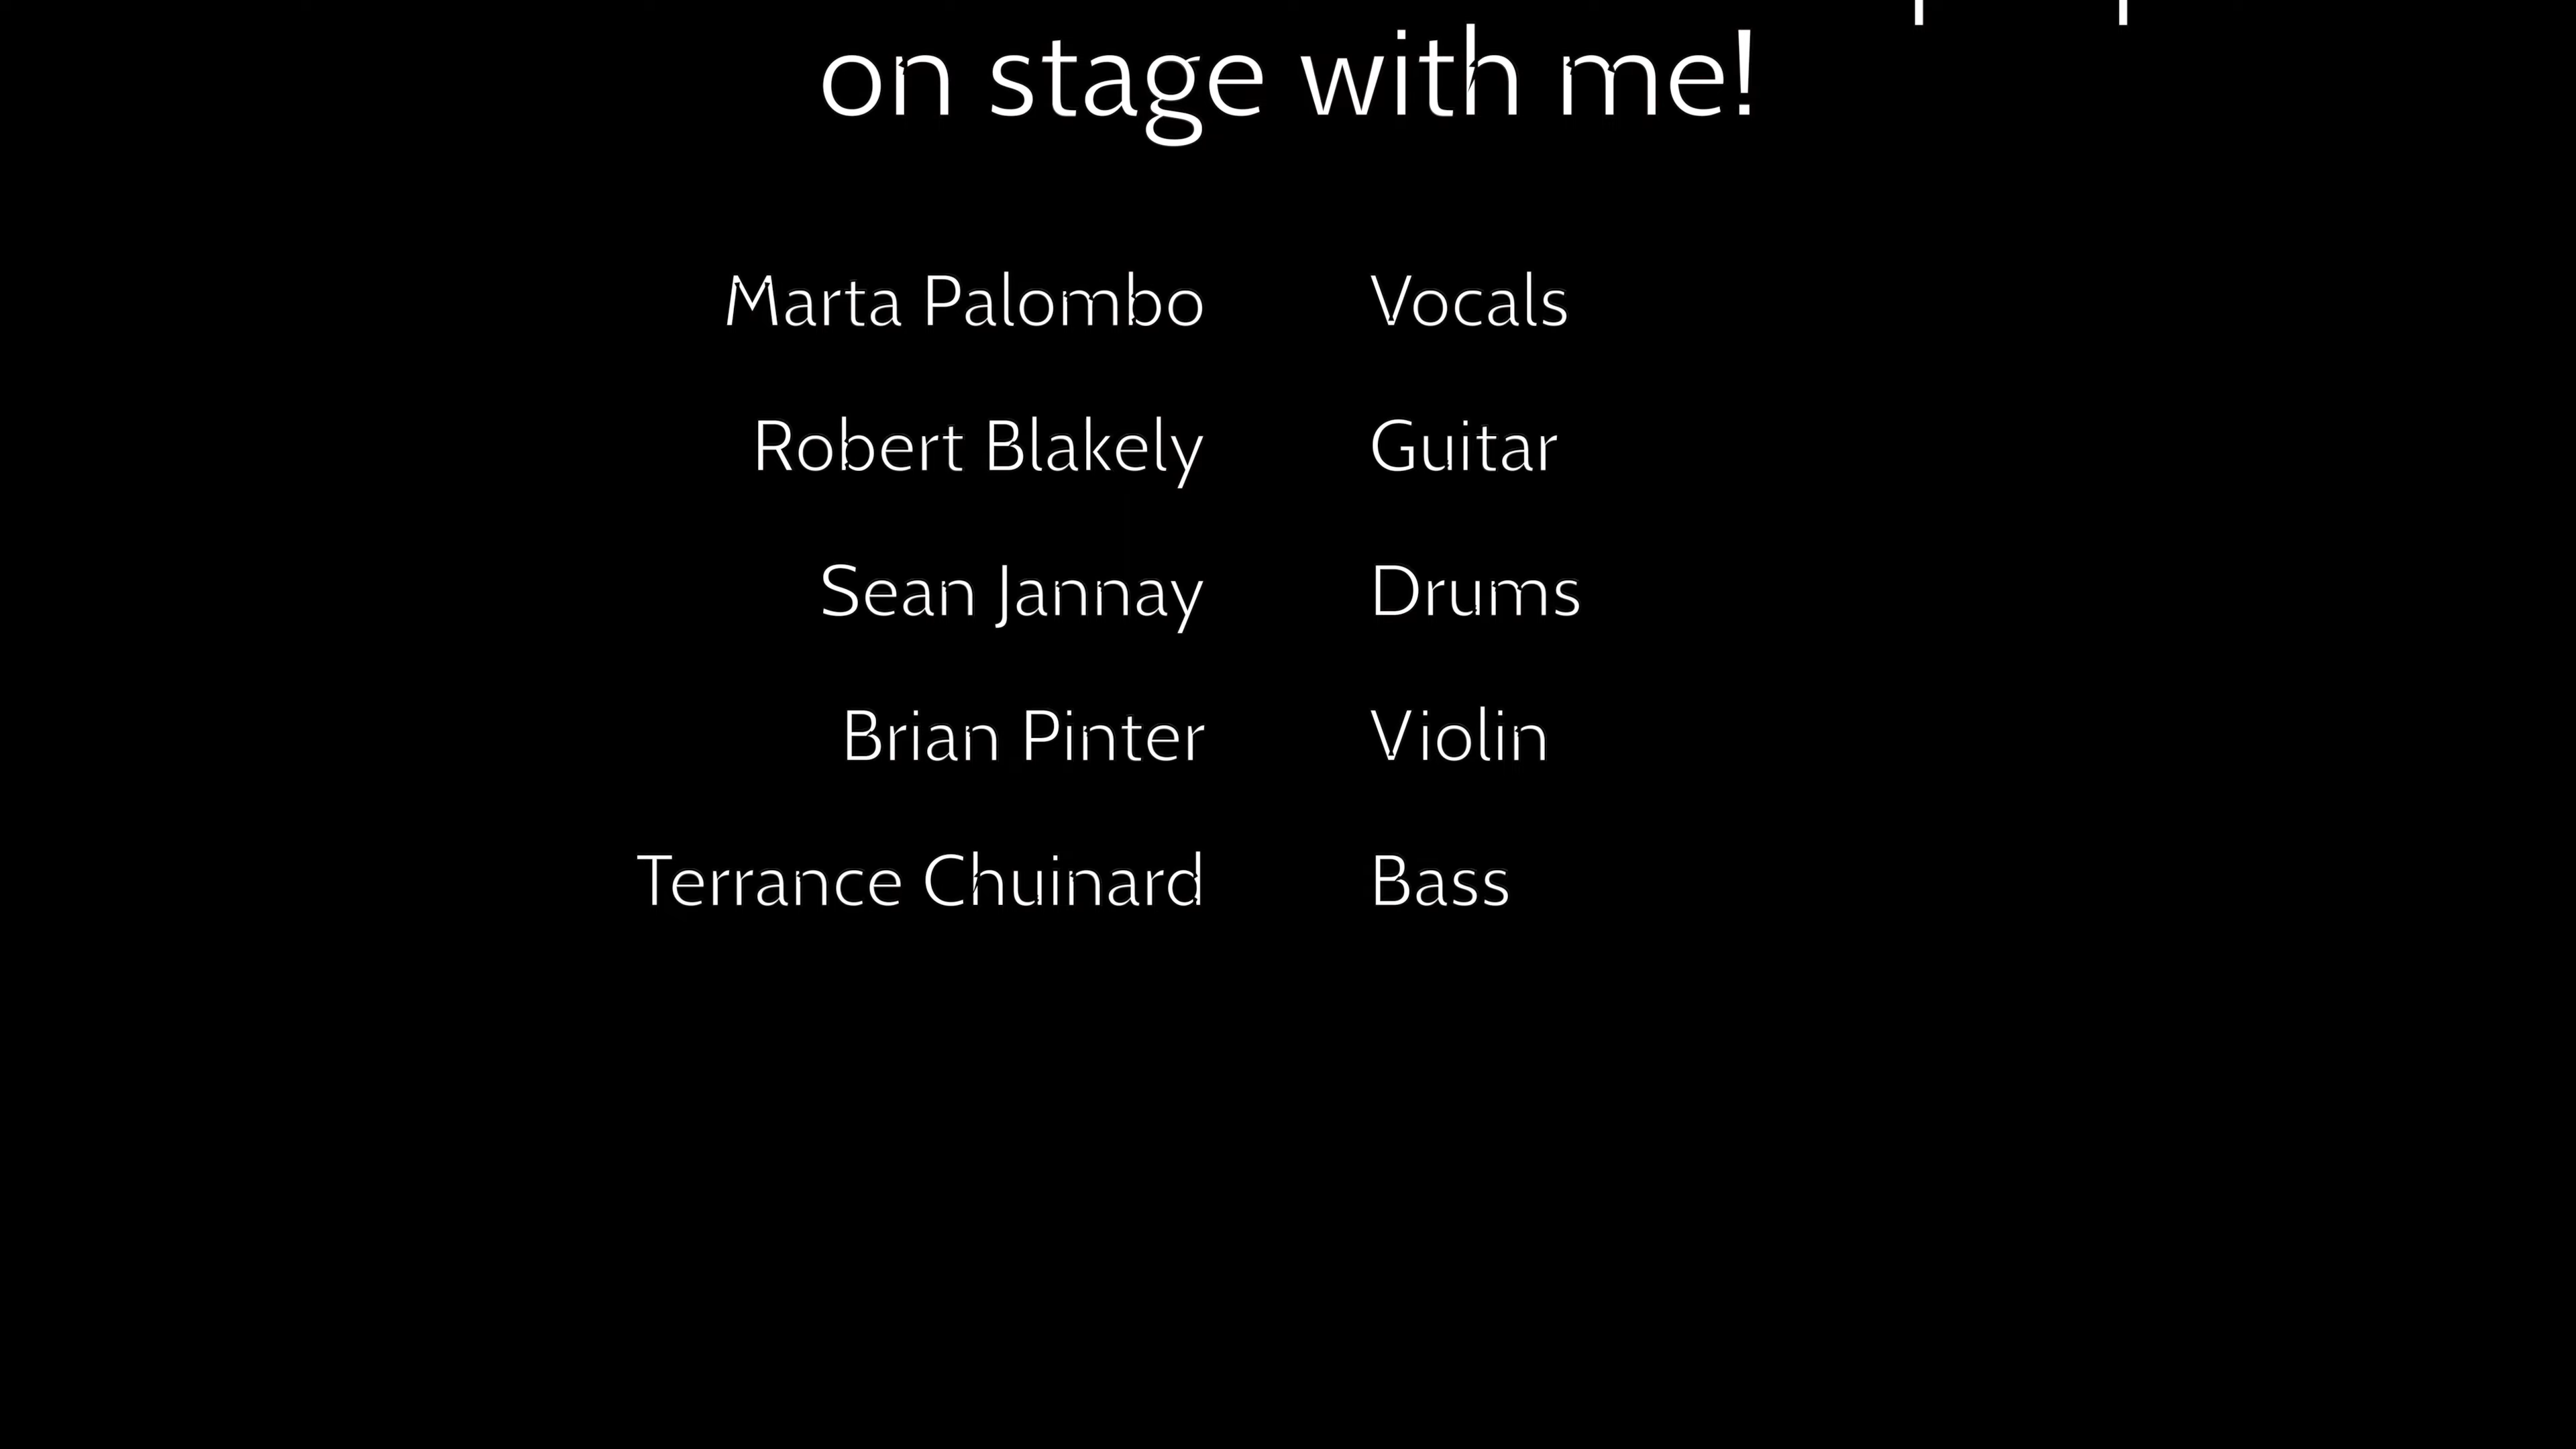 on stage with me!
Marta Palombo Vocals
Robert Blakely Guitar
Sean Jannay Drums
Brian Pinter Violin
Terrance Chuinard Bass